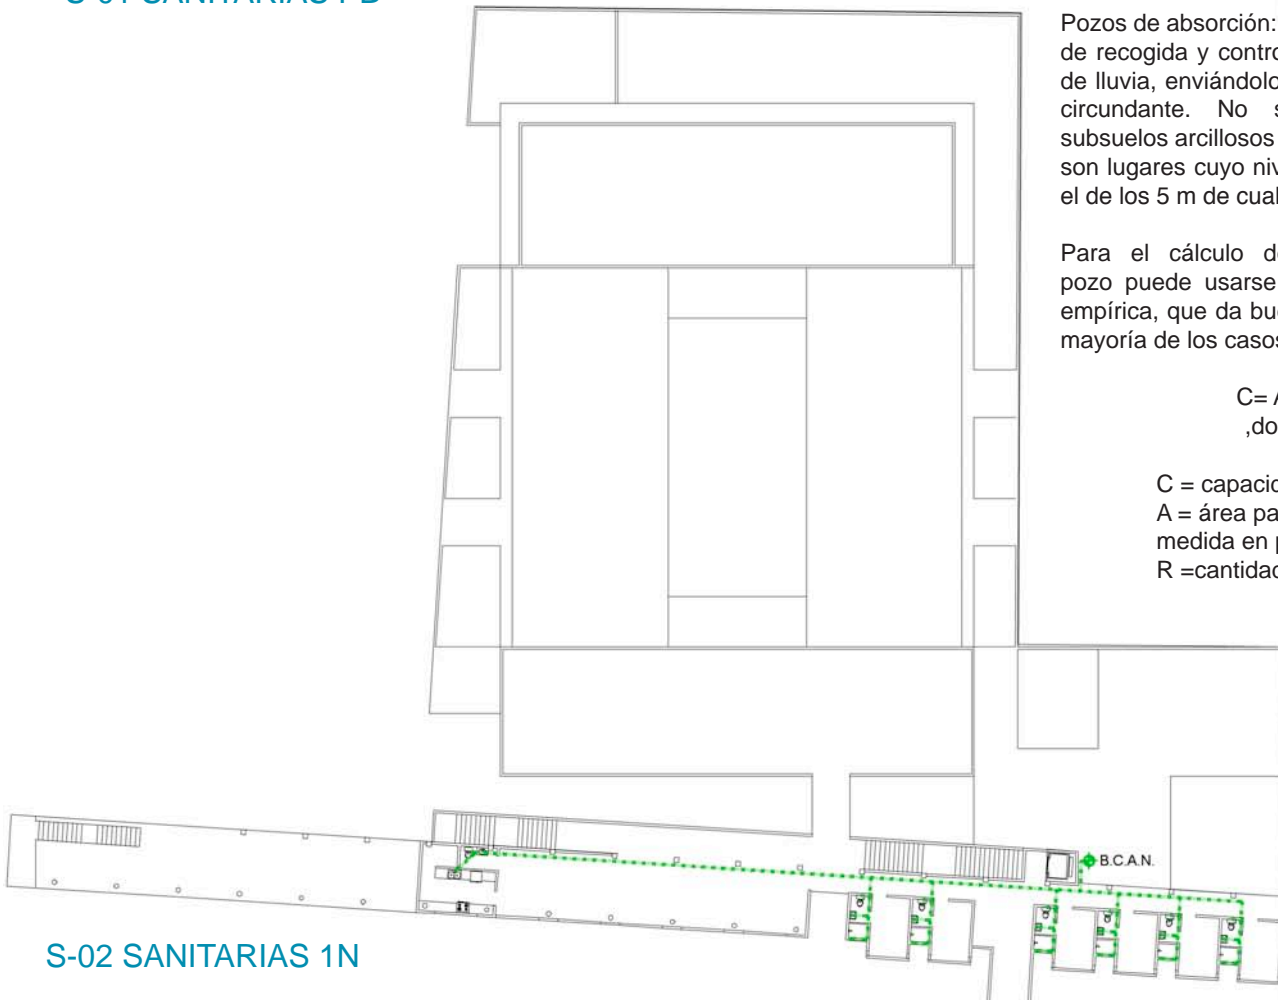 Pozos de absorción:
de recogida y contro
de lluvia, enviándolo
circundante. No s
subsuelos arcillosos
son lugares cuyo niv
el de los 5 m de cual
Para el cálculo de
pozo puede usarse
empírica, que da bue
mayoría de los casos
C= A
,do
C = capacid
A = área pa
medida en p
R =cantidad
B.C.A.N.
S-02 SANITARIAS 1N